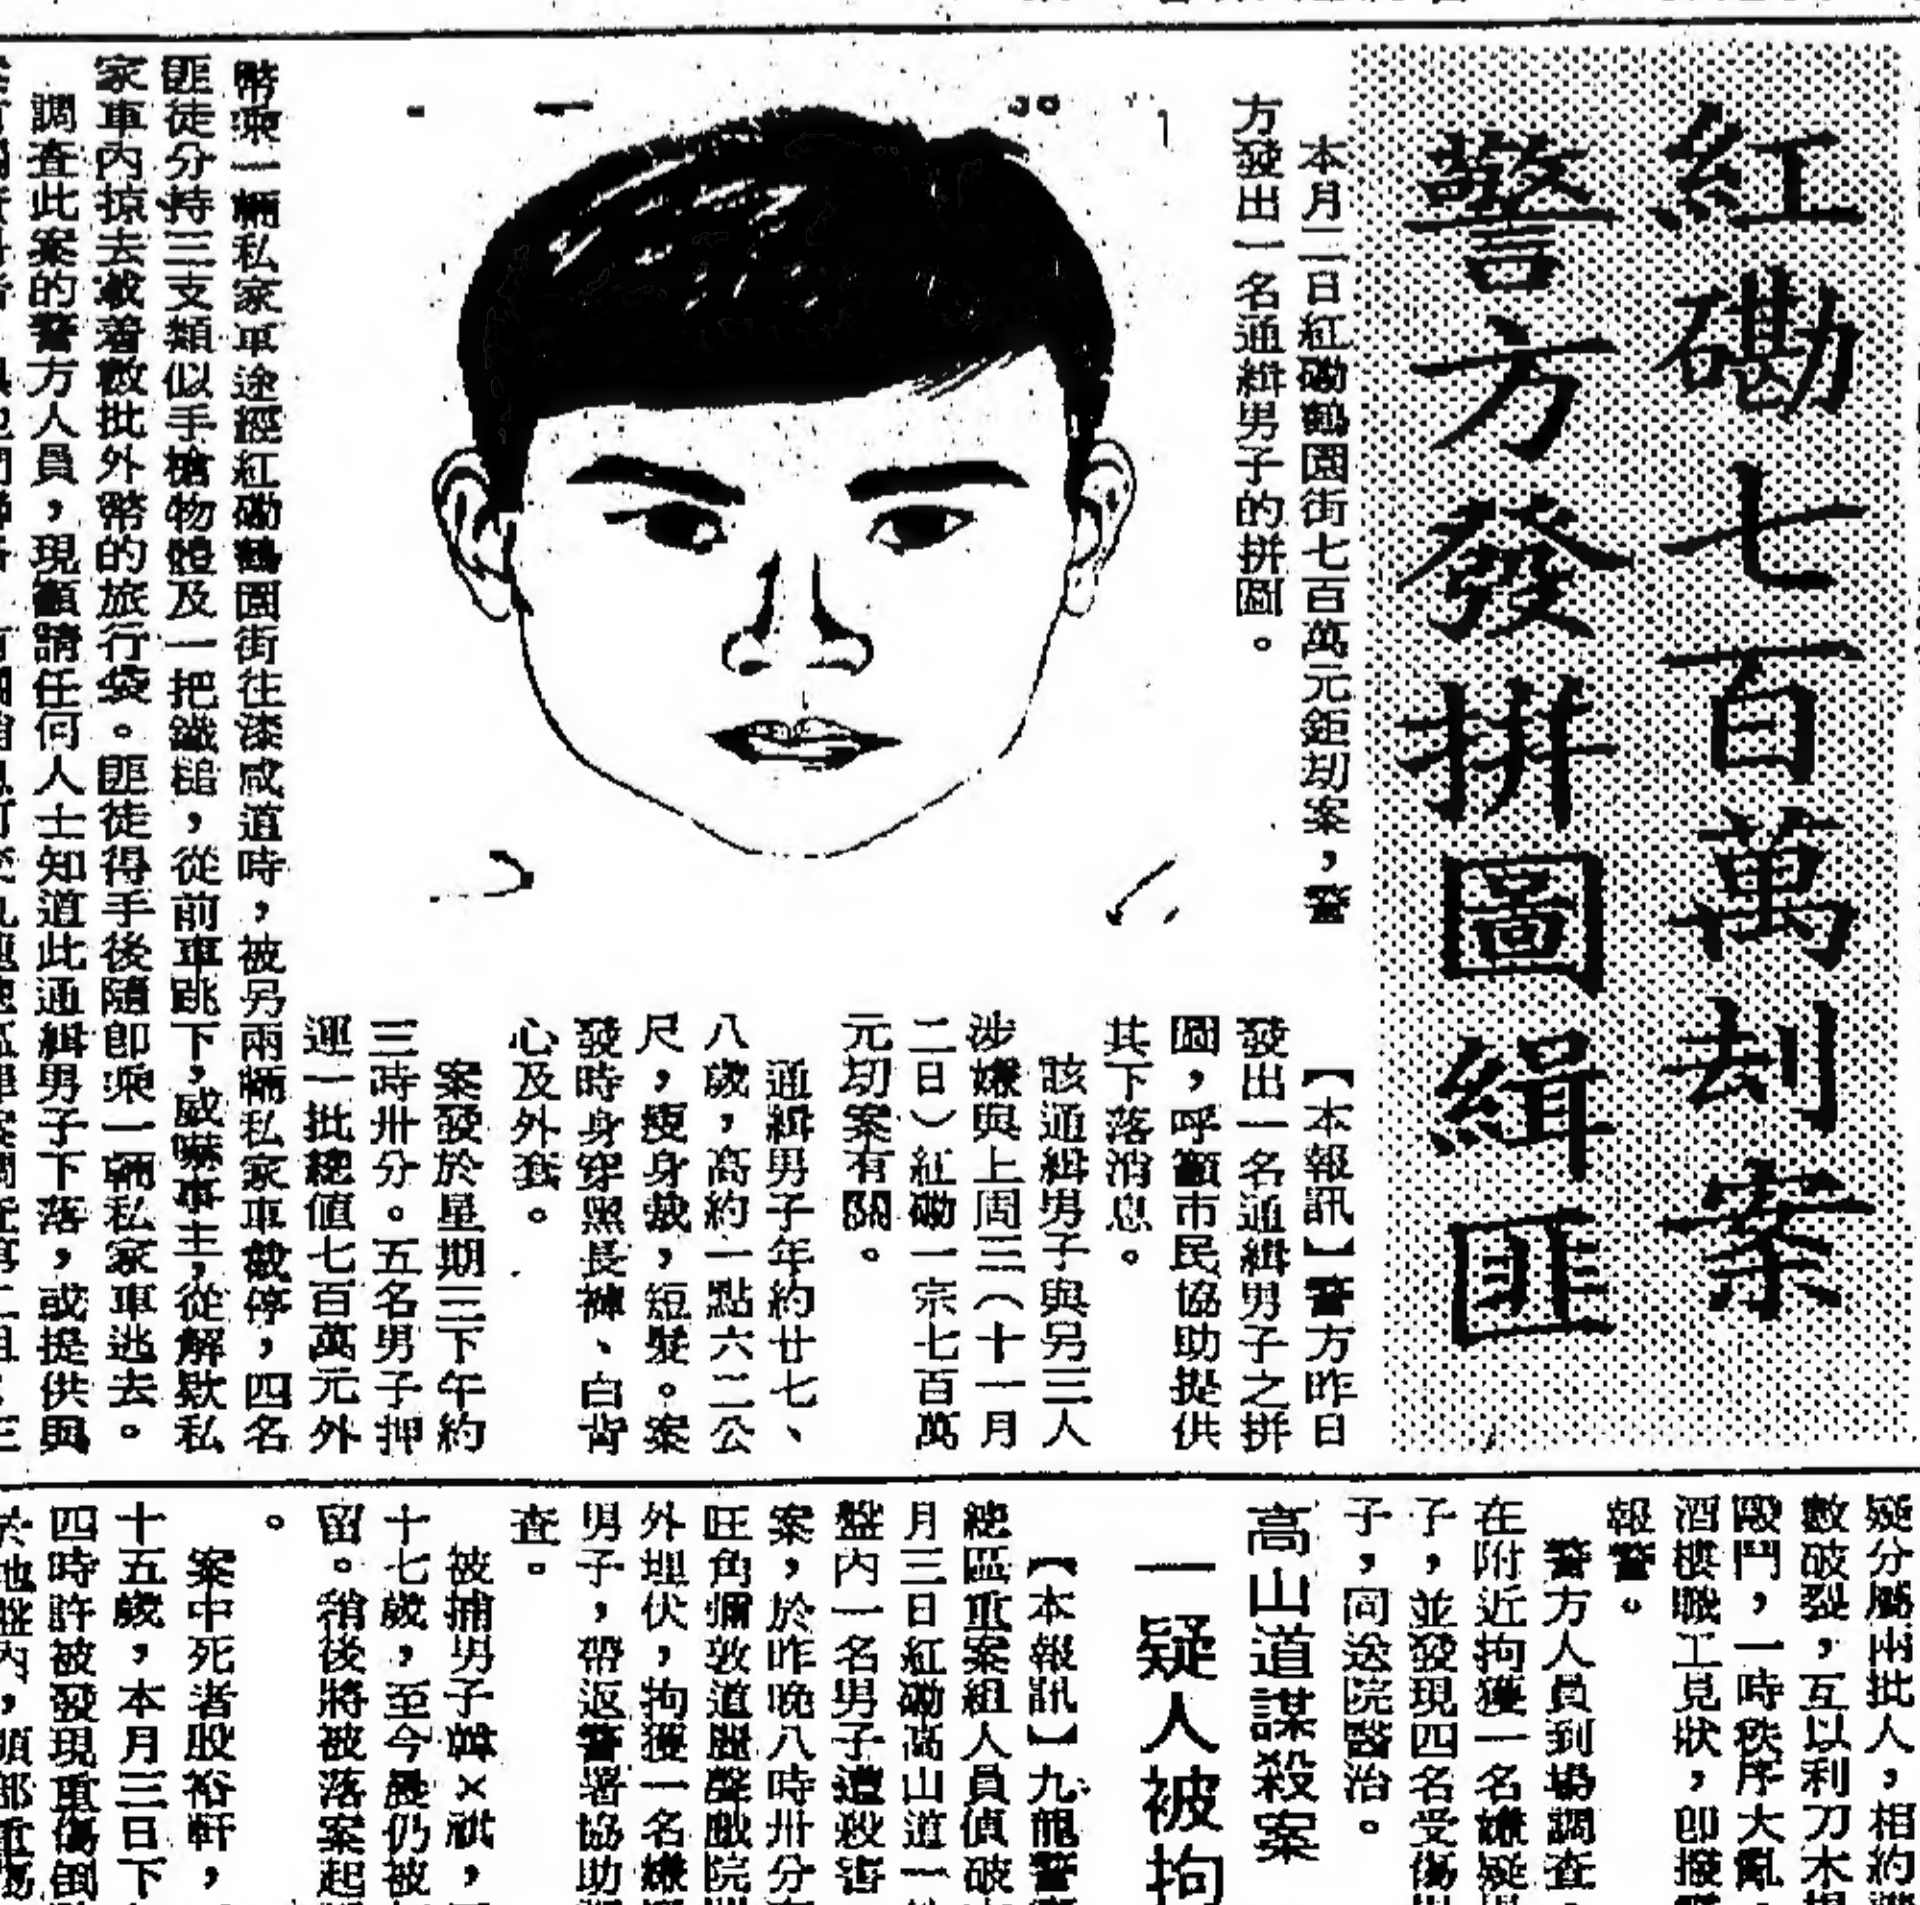 紅磡七百萬刦案
警方發拼圖緝匪
本月二日紅磡鶴園街七百萬元鉅刧案，警
方發出一名通緝男子的拼圖。
【本報訊】警方昨日
發出一名通緝男子之拼
圖，呼籲市民協助提供
其下落消息。
該通緝男子與另三人
涉嫌與上周三（十一月
二日）紅磡一宗七百萬
元刧案有關。
通緝男子年約廿七、
八歲，高約一點六二公
尺，瘦身裁，短髮。案
發時身穿黑長褲、白背
心及外套。
案發於星期三下午約
三時卅分。五名男子押
運一批總值七百萬元外
幣乘一輛私家車途經紅磡鶴園街往漆咸道時，被另兩輛私家車截停，四名
匪徒分持三支類似手槍物體及一把鐵鎚，從前車跳下，威嚇事主，從解欵私
家車內掠去載着數批外幣的旅行袋。匪徒得手後隨即乘一輛私家車逃去。
調查此案的警方人員，現籲請任何人士知道此通緝男子下落，或提供與
疑分屬兩批人，相約
數破裂，互以利刀木
毆鬥，一時秩序大亂
酒樓職工見狀，即撥
報警。
警方人員到塲調查，
在附近拘獲一名嫌疑
子，並發現四名受傷
子，同送院醫治。
高山道謀殺案
一疑人被拘
【本報訊】九龍警
總區重案組人員偵破
月三日紅磡高山道一
盤內一名男子遭殺害
案，於昨晚八時卅分
旺角彌敦道麗聲戲院
外埋伏，拘獲一名嫌
男子，帶返警署協助
查。
被捕男子韓×祺，
十七歲，至今晨仍被
留。稍後將被落案起
。
案中死者殷裕軒，
十五歲，本月三日下
四時許被發現重傷倒